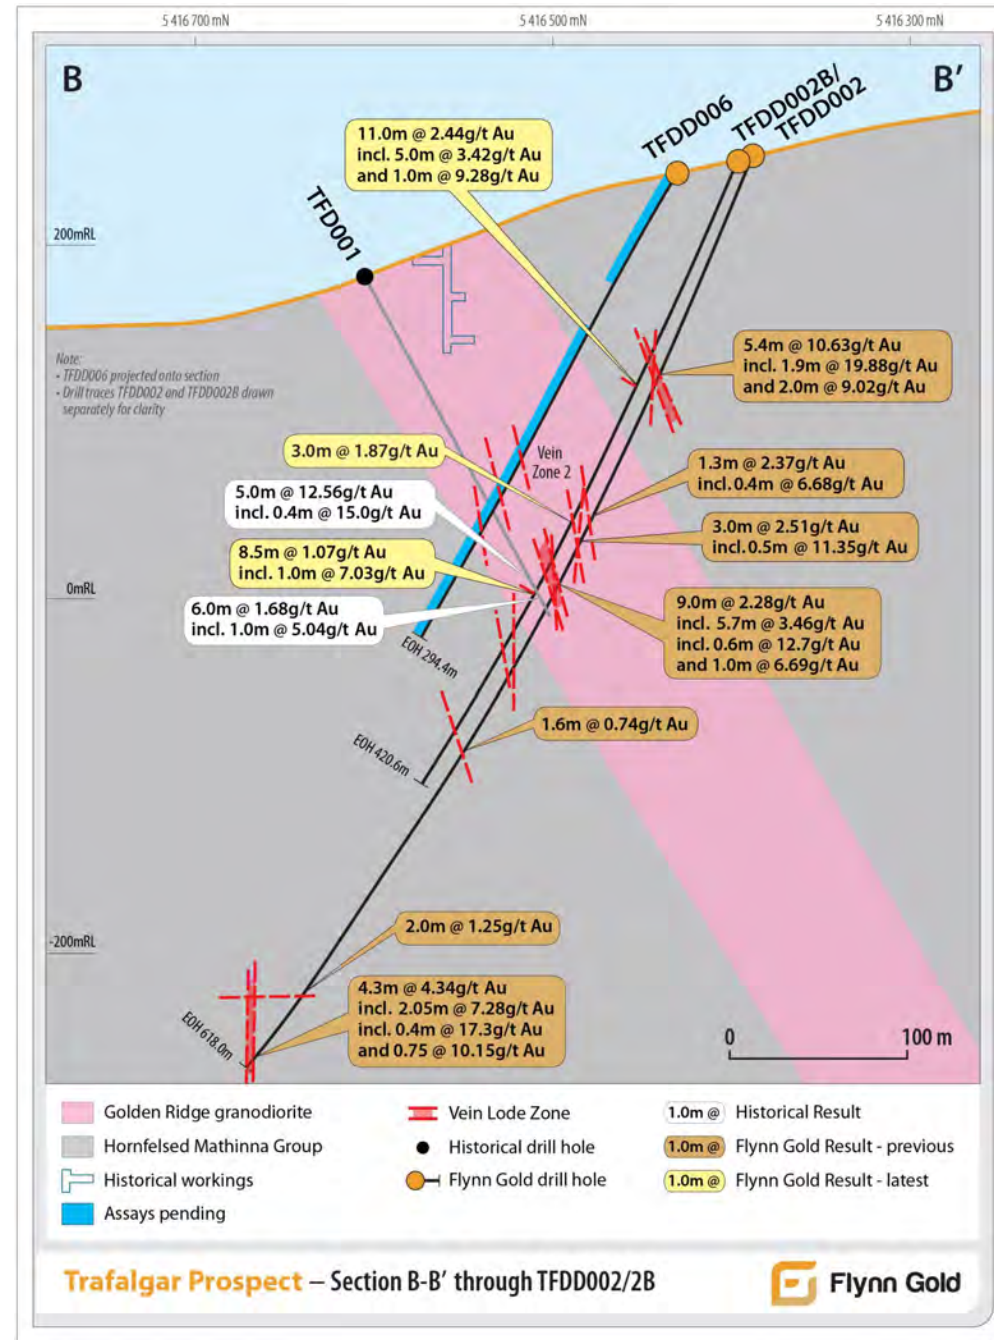 5 416 700 mN
5 416 500 mN
5 416 300 mN
B
B'
TFDD006
TFDD002B/
TFDD002
TFD001
11.0m @ 2.44g/t Au
incl. 5.0m @ 3.42g/t Au
and 1.0m @ 9.28g/t Au
200mRL
Note:
• TFDD006 projected onto section
• Drill traces TFDD002 and TFDD002B drawn
separately for clarity
5.4m @ 10.63g/t Au
incl. 1.9m @ 19.88g/t Au
and 2.0m @ 9.02g/t Au
3.0m @ 1.87g/t Au
Vein
Zone 2
1.3m @ 2.37g/t Au
incl. 0.4m @ 6.68g/t Au
5.0m @ 12.56g/t Au
incl. 0.4m @ 15.0g/t Au
3.0m @ 2.51g/t Au
incl. 0.5m @ 11.35g/t Au
8.5m @ 1.07g/t Au
incl. 1.0m @ 7.03g/t Au
0mRL
6.0m @ 1.68g/t Au
incl. 1.0m @ 5.04g/t Au
9.0m @ 2.28g/t Au
incl. 5.7m @ 3.46g/t Au
incl. 0.6m @ 12.7g/t Au
and 1.0m @ 6.69g/t Au
EOH 294.4m
1.6m @ 0.74g/t Au
EOH 420.6m
2.0m @ 1.25g/t Au
-200mRL
4.3m @ 4.34g/t Au
incl. 2.05m @ 7.28g/t Au
incl. 0.4m @ 17.3g/t Au
and 0.75 @ 10.15g/t Au
EOH 618.0m
0
100 m
Golden Ridge granodiorite
Hornfelsed Mathinna Group
Historical workings
Assays pending
Vein Lode Zone
Historical drill hole
Flynn Gold drill hole
1.0m @ Historical Result
1.0m @ Flynn Gold Result - previous
1.0m @ Flynn Gold Result - latest
Trafalgar Prospect – Section B-B' through TFDD002/2B
Flynn Gold